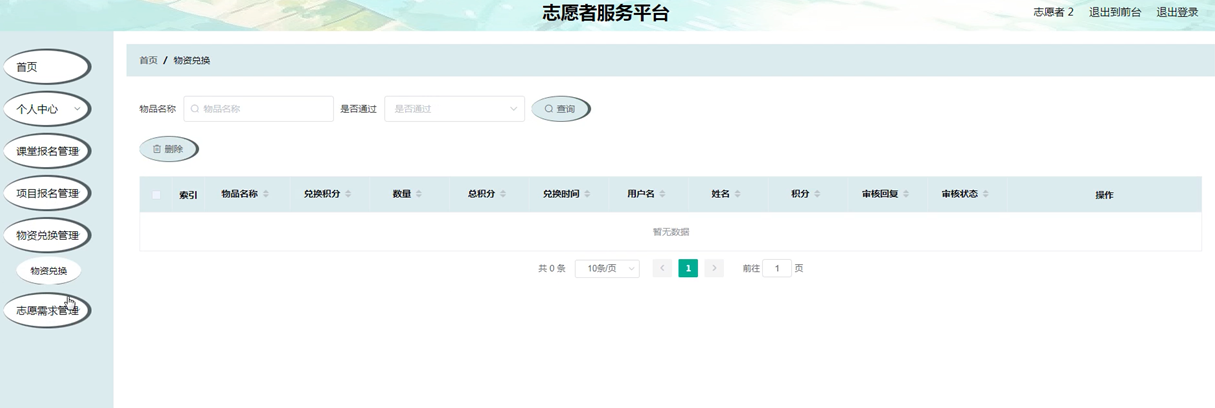 志愿者服务平台
志愿者 2 退出到前台 退出登录
首页
个人中心
课堂报名管理
项目报名管理
物资兑换管理
物资兑换
志愿需求管理
首页 / 物资兑换
物品名称 物品名称 是否通过 是否通过 查询
删除
索引 物品名称 兑换积分 数量 总积分 兑换时间 用户名 姓名 积分 审核回复 审核状态 操作
暂无数据
共 0 条 10条/页 1 前往 1 页